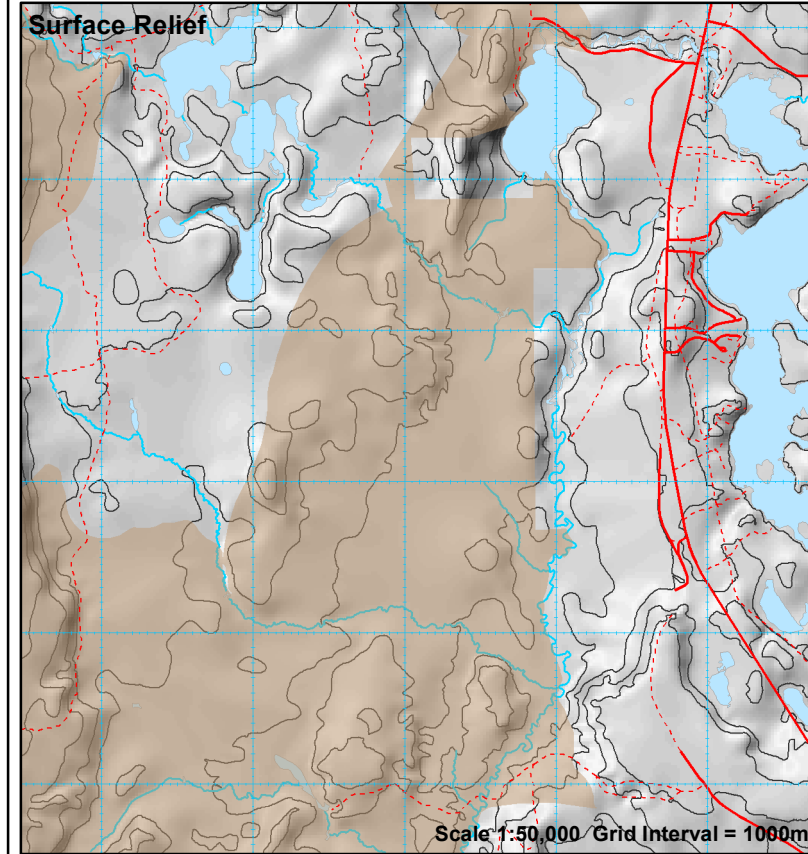 Surface Relief
Scale 1:50,000 Grid Interval = 1000m